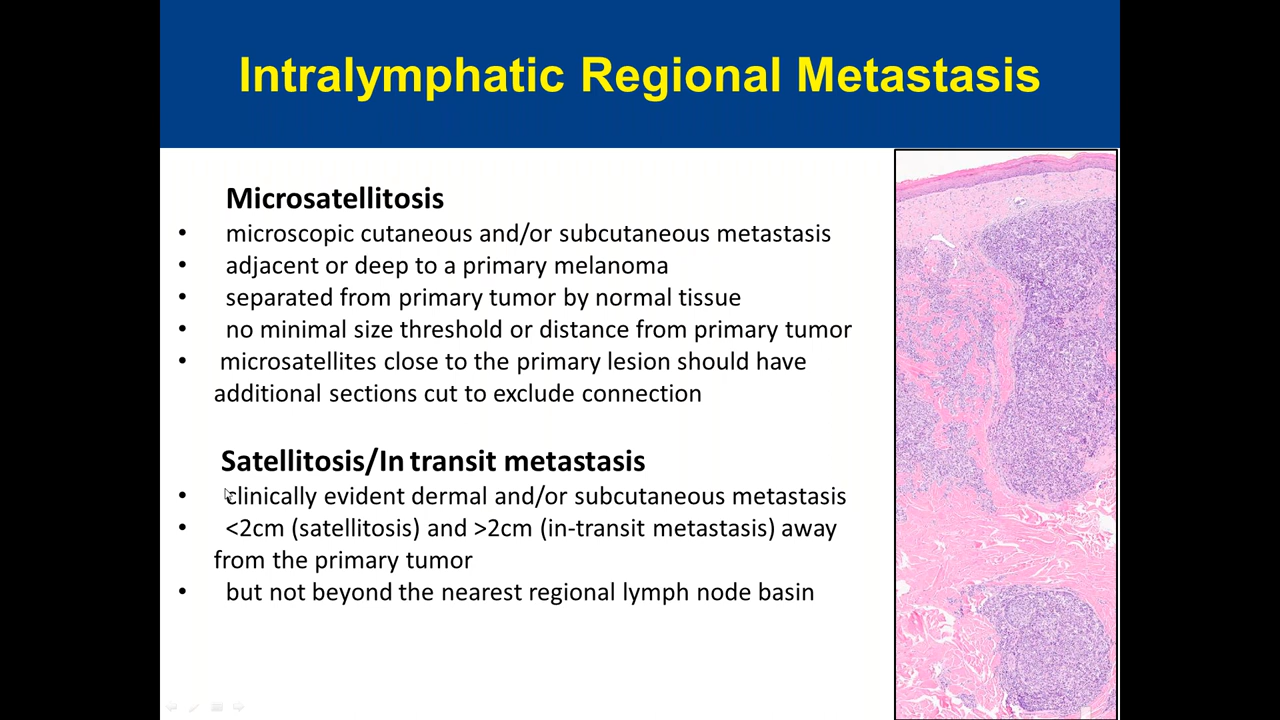 Intralymphatic Regional Metastasis
Microsatellitosis
• microscopic cutaneous and/or subcutaneous metastasis
• adjacent or deep to a primary melanoma
• separated from primary tumor by normal tissue
• no minimal size threshold or distance from primary tumor
• microsatellites close to the primary lesion should have
additional sections cut to exclude connection
Satellitosis/In transit metastasis
• clinically evident dermal and/or subcutaneous metastasis
• <2cm (satellitosis) and >2cm (in-transit metastasis) away
from the primary tumor
• but not beyond the nearest regional lymph node basin